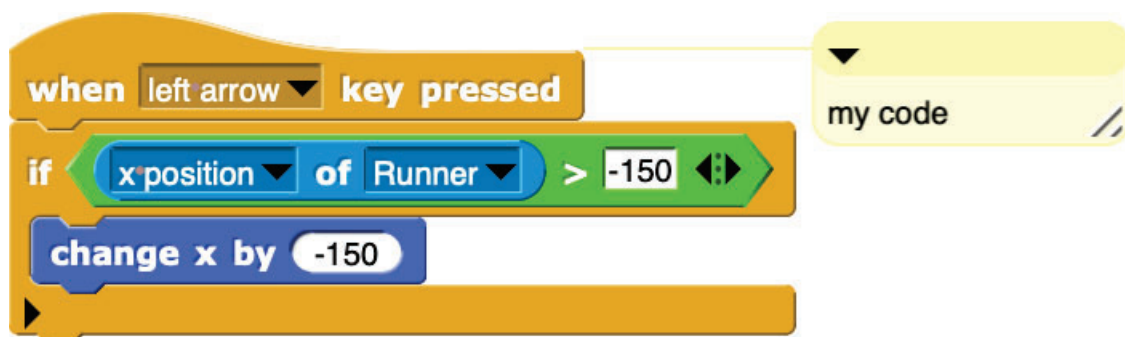 when left arrow key pressed
my code
if x position of Runner > -150
change x by -150